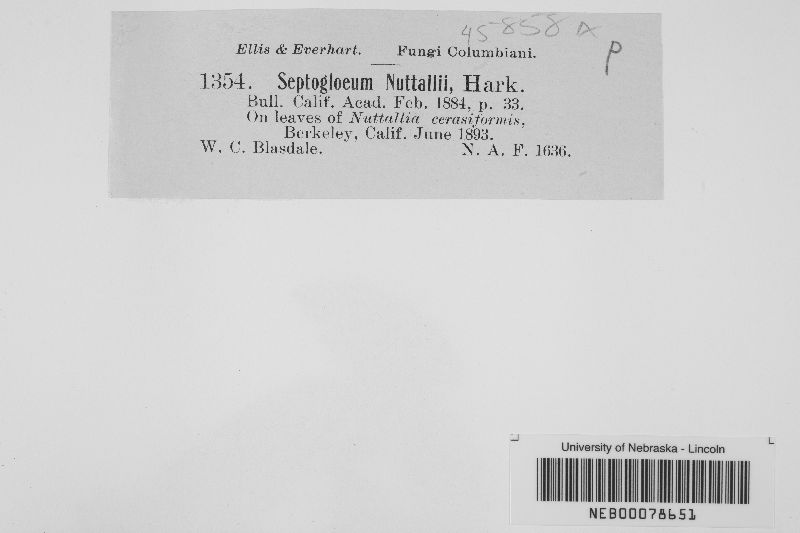 45858 A
p
Ellis & Everhart. Fungi Columbiani.
1354. Septogloeum Nuttallii, Hark.
Bull. Calif. Acad. Feb. 1884, p. 33.
On leaves of Nuttallia cerasiformis,
Berkeley, Calif. June 1893.
W. C. Blasdale. N. A. F. 1636.
University of Nebraska - Lincoln
NEB00078651